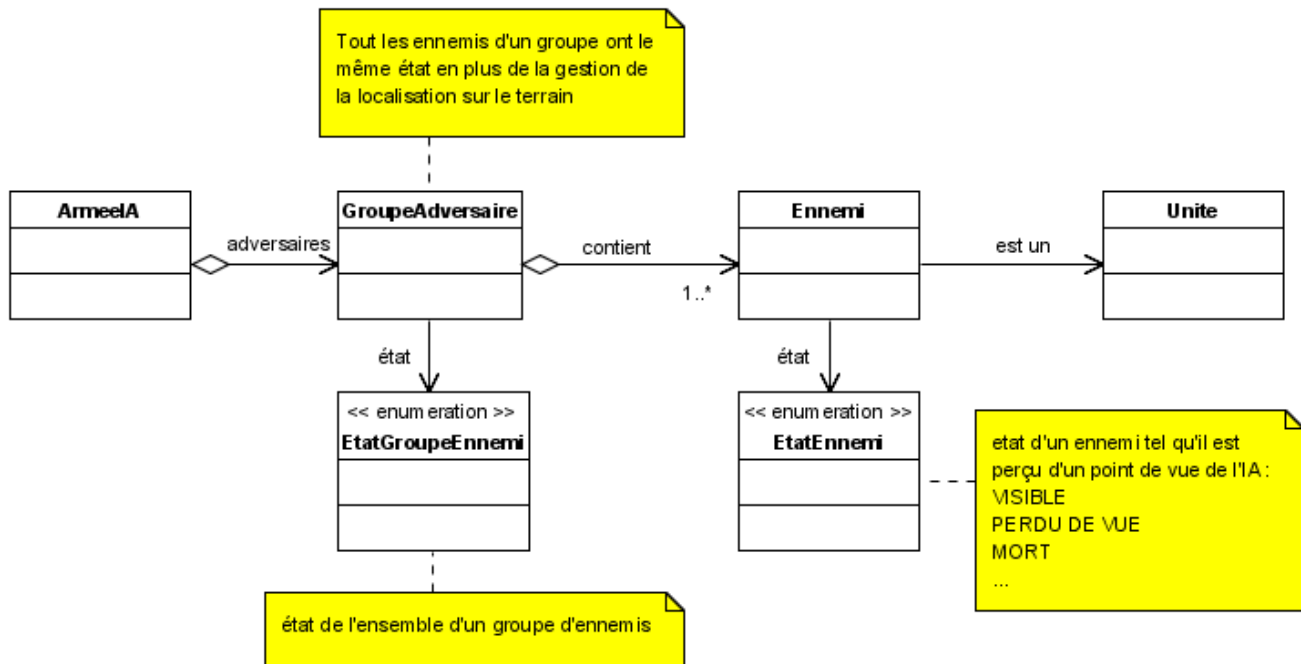 Tout les ennemis d'un groupe ont le
même état en plus de la gestion de
la localisation sur le terrain
ArmeeIA
adversaires
GroupeAdversaire
contient
1..*
Ennemi
est un
Unite
état
état
<< enumeration >>
EtatGroupeEnnemi
<< enumeration >>
EtatEnnemi
etat d'un ennemi tel qu'il est
perçu d'un point de vue de l'IA :
VISIBLE
PERDU DE VUE
MORT
...
état de l'ensemble d'un groupe d'ennemis